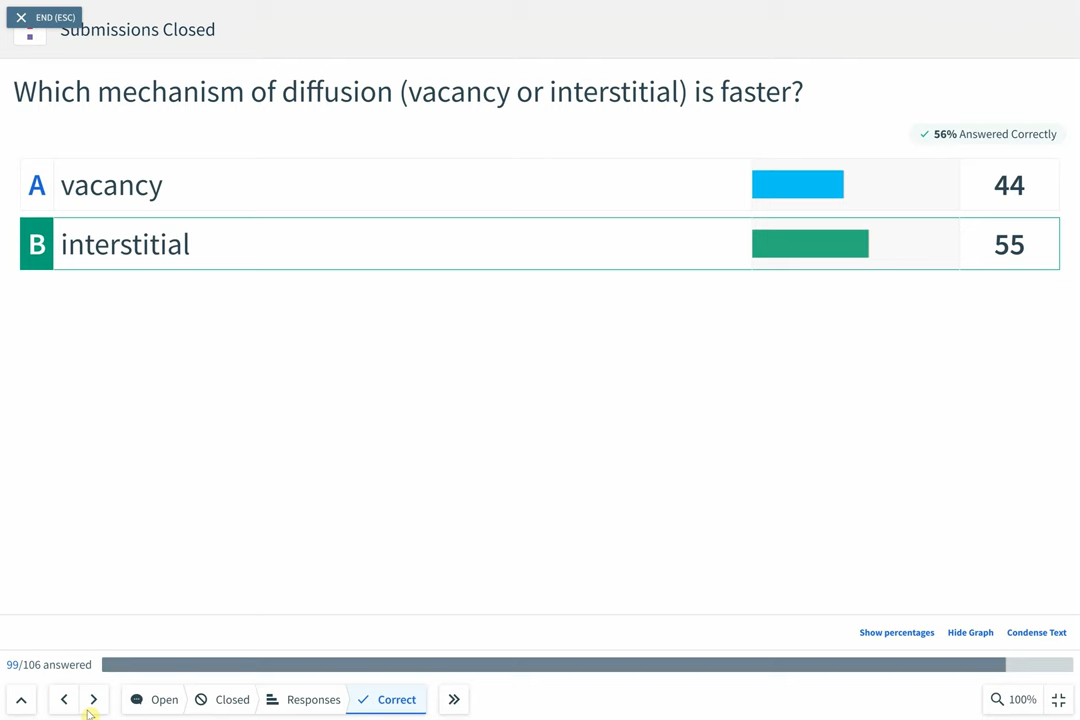 END (ESC)
Submissions Closed
Which mechanism of diffusion (vacancy or interstitial) is faster?
56% Answered Correctly
A vacancy 44
B interstitial 55
Show percentages Hide Graph Condense Text
99/106 answered
Open Closed Responses Correct 100%